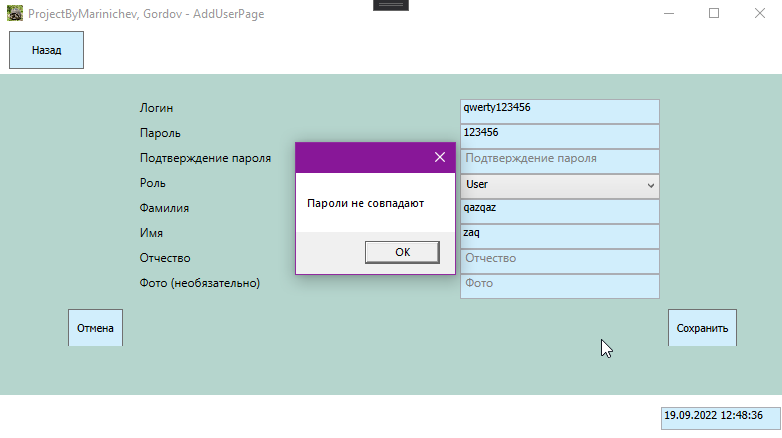 ProjectByMarinichev, Gordov - AddUserPage
Назад
Логин
qwerty123456
Пароль
123456
Подтверждение пароля
Подтверждение пароля
Роль
User
Фамилия
qazqaz
Имя
zaq
Отчество
Отчество
Фото (необязательно)
Фото
Пароли не совпадают
OK
Отмена
Сохранить
19.09.2022 12:48:36